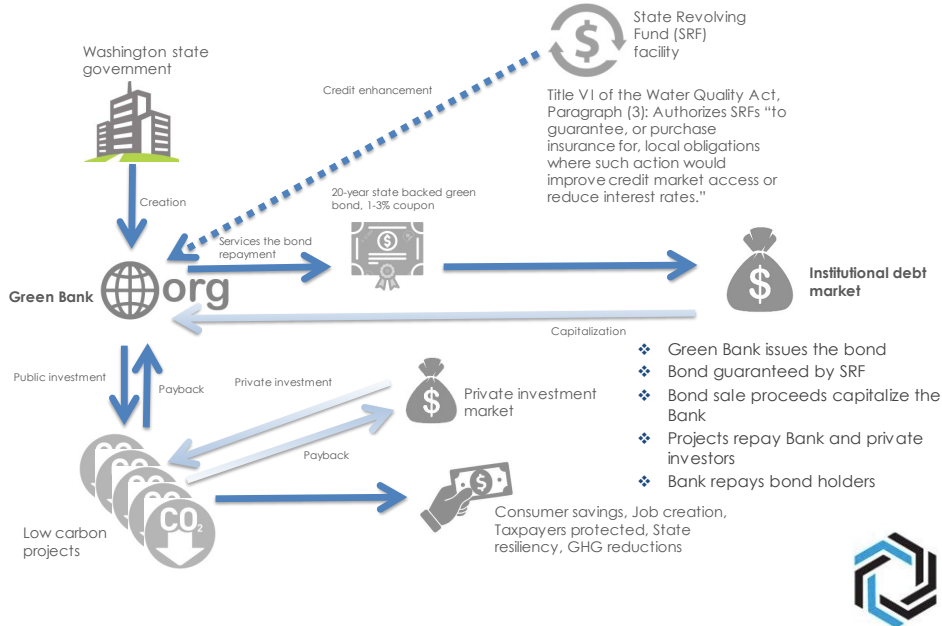 State Revolving
Fund (SRF)
facility
Washington state
government
Credit enhancement
Title VI of the Water Quality Act,
Paragraph (3): Authorizes SRFs “to
guarantee, or purchase
insurance for, local obligations
where such action would
improve credit market access or
reduce interest rates.”
Creation
20-year state backed green
bond, 1-3% coupon
Services the bond
repayment
$
$
$
Green Bank
org
Institutional debt
market
Capitalization
Public investment
Payback
Private investment
$
Private investment
market
Payback
❖ Green Bank issues the bond
❖ Bond guaranteed by SRF
❖ Bond sale proceeds capitalize the
Bank
❖ Projects repay Bank and private
investors
❖ Bank repays bond holders
CO2
Low carbon
projects
$
Consumer savings, Job creation,
Taxpayers protected, State
resiliency, GHG reductions